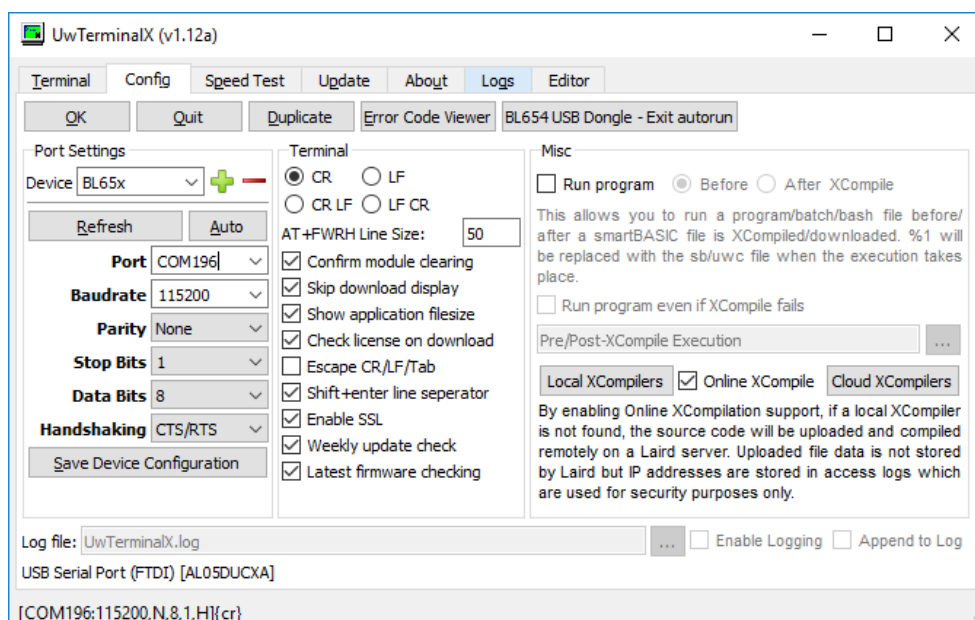 UwTerminalX (v1.12a)
Terminal Config Speed Test Update About Logs Editor
OK Quit Duplicate Error Code Viewer BL654 USB Dongle - Exit autorun
Port Settings
Device BL65x
Refresh Auto
Port COM196
Baudrate 115200
Parity None
Stop Bits 1
Data Bits 8
Handshaking CTS/RTS
Save Device Configuration
Terminal
CR LF
CR LF LF CR
AT+FWRH Line Size: 50
Confirm module clearing
Skip download display
Show application filesize
Check license on download
Escape CR/LF/Tab
Shift+enter line seperator
Enable SSL
Weekly update check
Latest firmware checking
Misc
Run program Before After XCompile
This allows you to run a program/batch/bash file before/
after a smartBASIC file is XCompiled/downloaded. %1 will
be replaced with the sb/uwc file when the execution takes
place.
Run program even if XCompile fails
Pre/Post-XCompile Execution ...
Local XCompilers Online XCompile Cloud XCompilers
By enabling Online XCompilation support, if a local XCompiler
is not found, the source code will be uploaded and compiled
remotely on a Laird server. Uploaded file data is not stored
by Laird but IP addresses are stored in access logs which
are used for security purposes only.
Log file: UwTerminalX.log ... Enable Logging Append to Log
USB Serial Port (FTDI) [AL05DUCXA]
[COM196:115200,N,8,1,H]{cr}